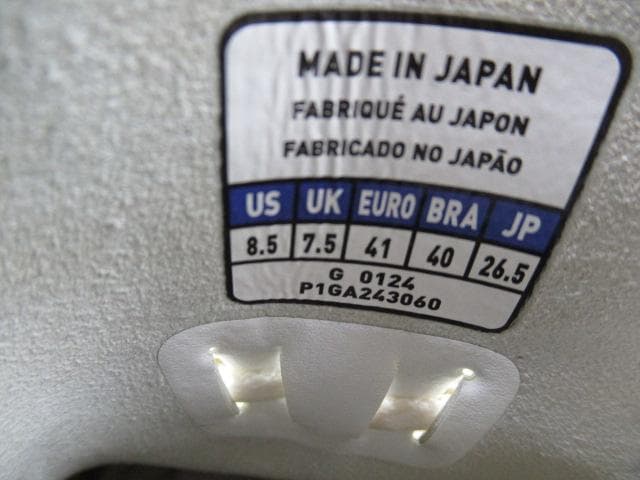 MADE IN JAPAN
FABRIQUÉ AU JAPON
FABRICADO NO JAPÃO
US UK EURO BRA JP
8.5 7.5 41 40 26.5
G 0124
P1GA243060